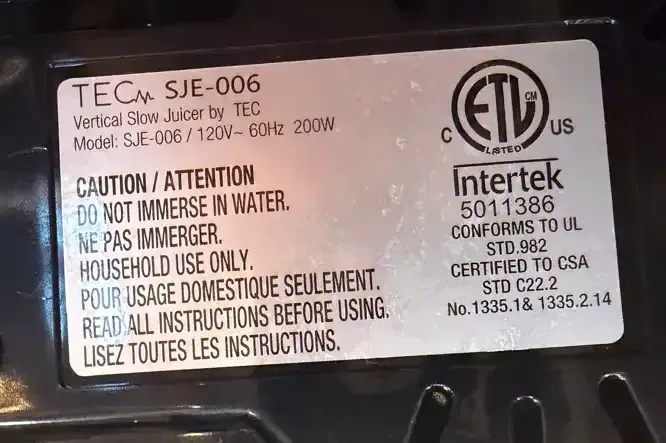 TEC SJE-006
Vertical Slow Juicer by TEC
Model: SJE-006 / 120V~ 60Hz 200W
CAUTION / ATTENTION
DO NOT IMMERSE IN WATER.
NE PAS IMMERGER.
HOUSEHOLD USE ONLY.
POUR USAGE DOMESTIQUE SEULEMENT.
READ ALL INSTRUCTIONS BEFORE USING.
LISEZ TOUTES LES INSTRUCTIONS.
ETL CM
C US
LISTED
Intertek
5011386
CONFORMS TO UL
STD.982
CERTIFIED TO CSA
STD C22.2
No.1335.1& 1335.2.14